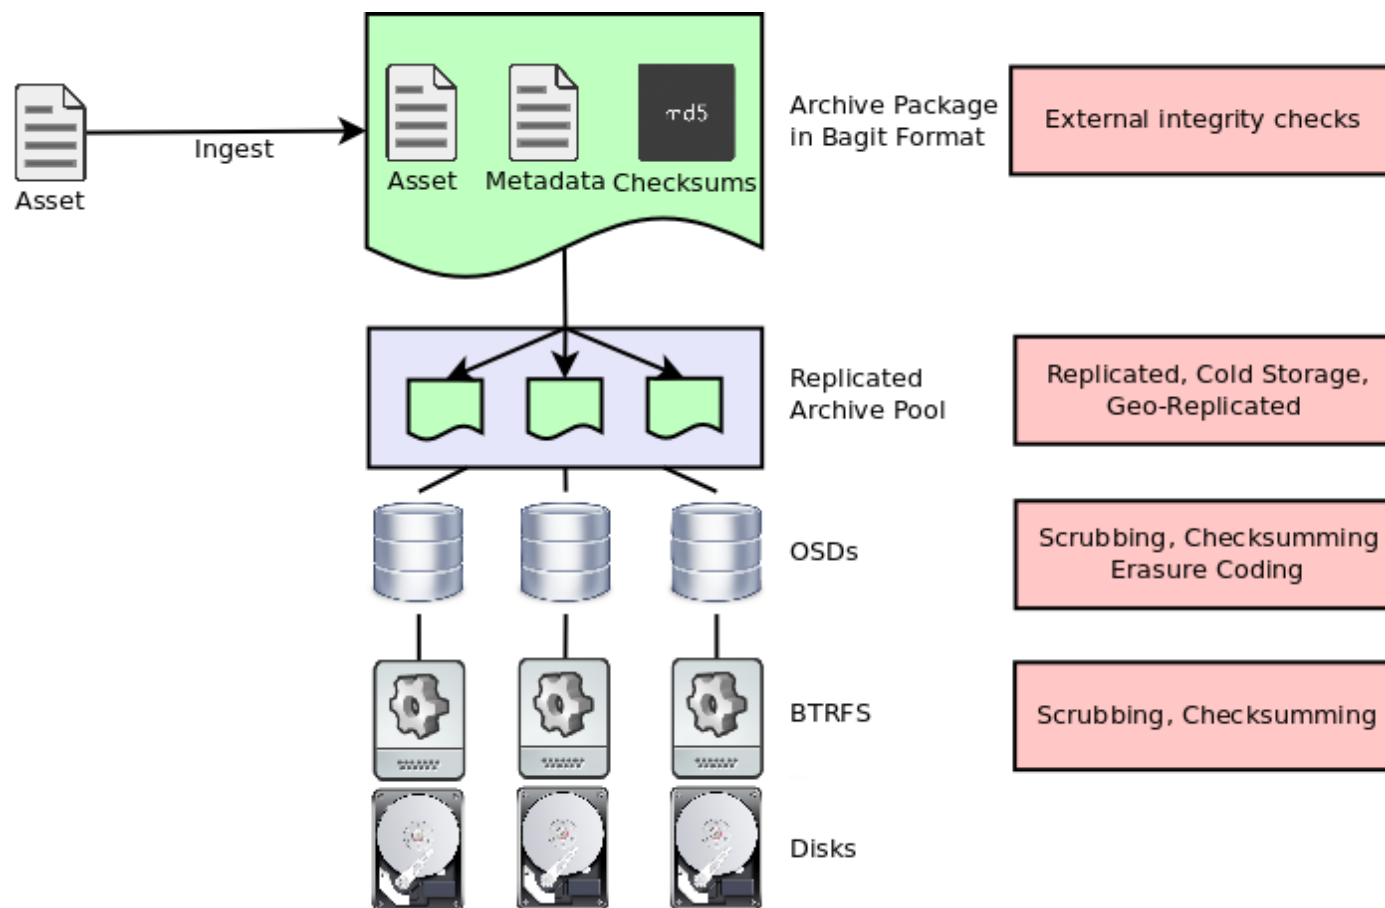 Asset
Ingest
Asset
Metadata
Checksums
md5
Archive Package
in Bagit Format
External integrity checks
Replicated
Archive Pool
Replicated, Cold Storage,
Geo-Replicated
OSDs
Scrubbing, Checksumming
Erasure Coding
BTRFS
Scrubbing, Checksumming
Disks